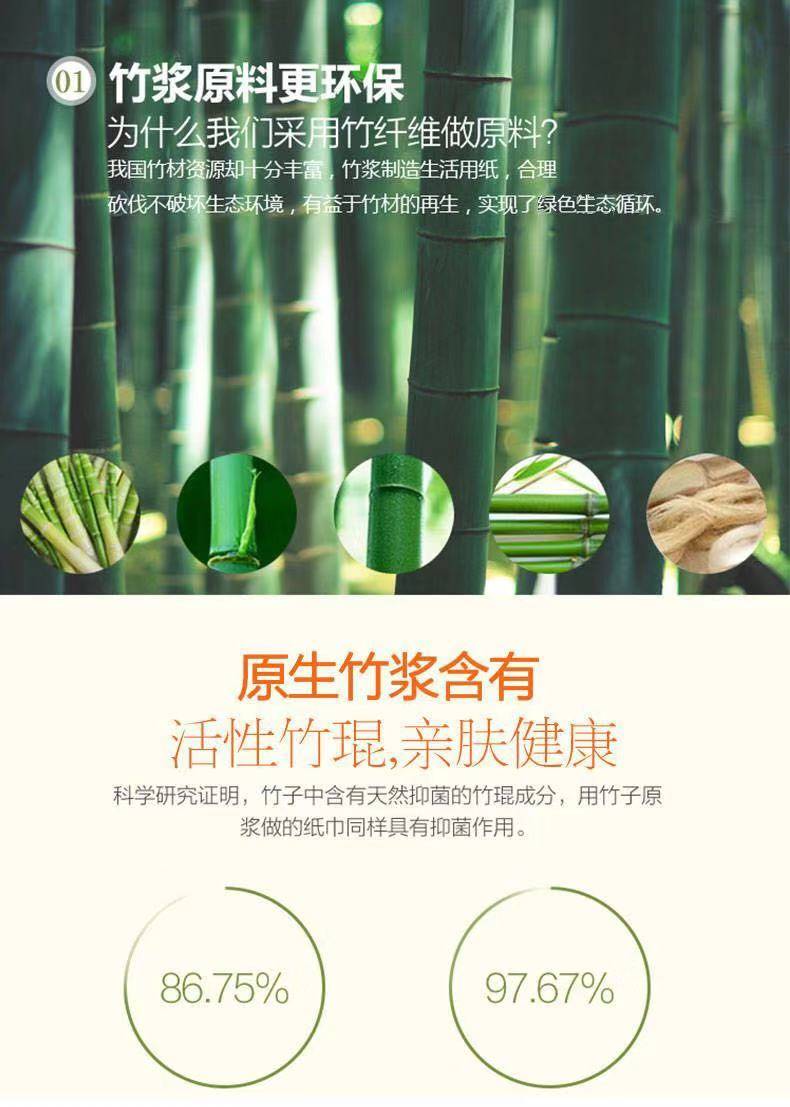 01
竹浆原料更环保
为什么我们采用竹纤维做原料?
我国竹材资源却十分丰富，竹浆制造生活用纸，合理
砍伐不破坏生态环境，有益于竹材的再生，实现了绿色生态循环。
原生竹浆含有
活性竹琨,亲肤健康
科学研究证明，竹子中含有天然抑菌的竹琨成分，用竹子原
浆做的纸巾同样具有抑菌作用。
86.75%
97.67%